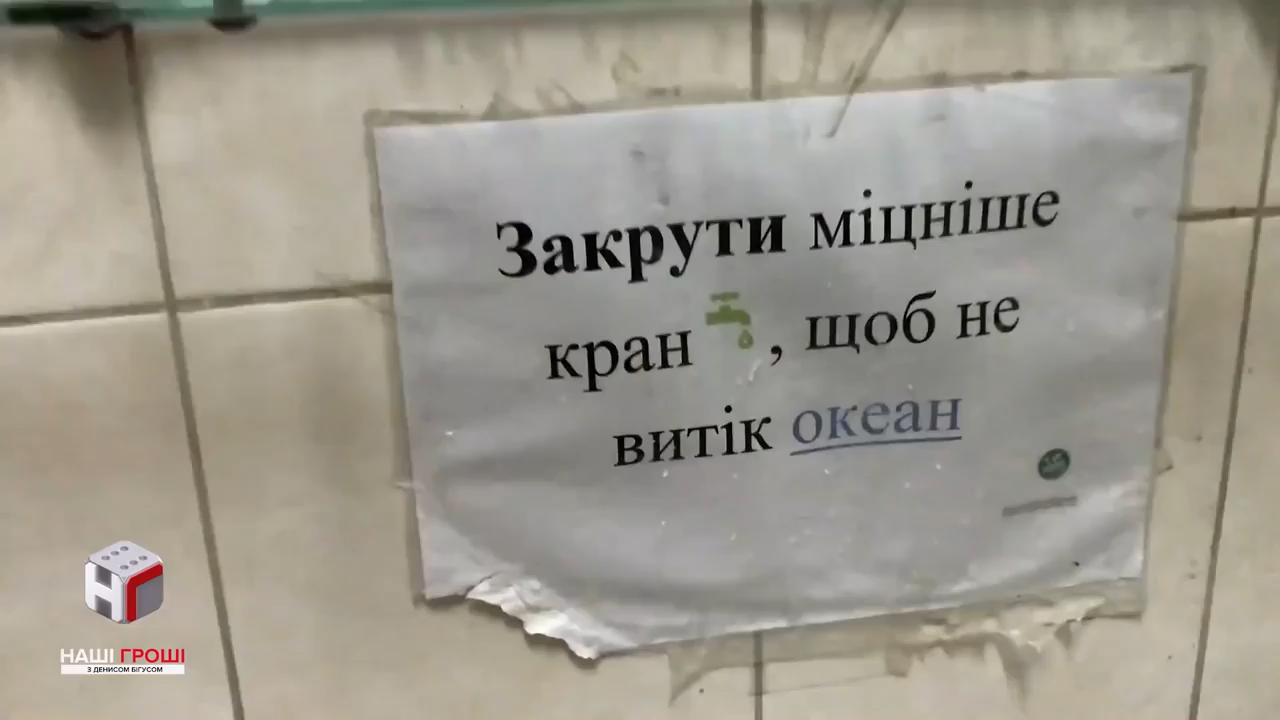 Закрути міцніше
кран , щоб не
витік океан
НАШІ ГРОШІ
З ДЕНИСОМ БІГУСОМ